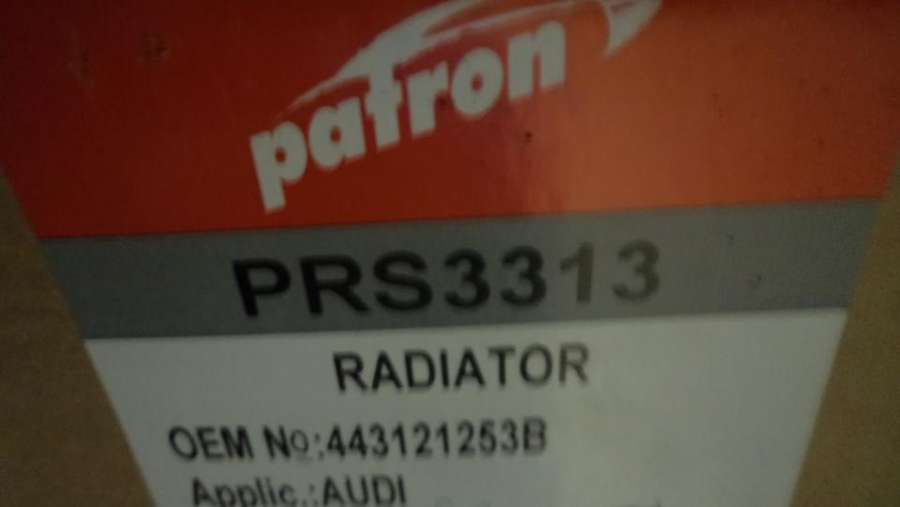 patron
PRS3313
RADIATOR
OEM No:443121253B
Applic.:AUDI